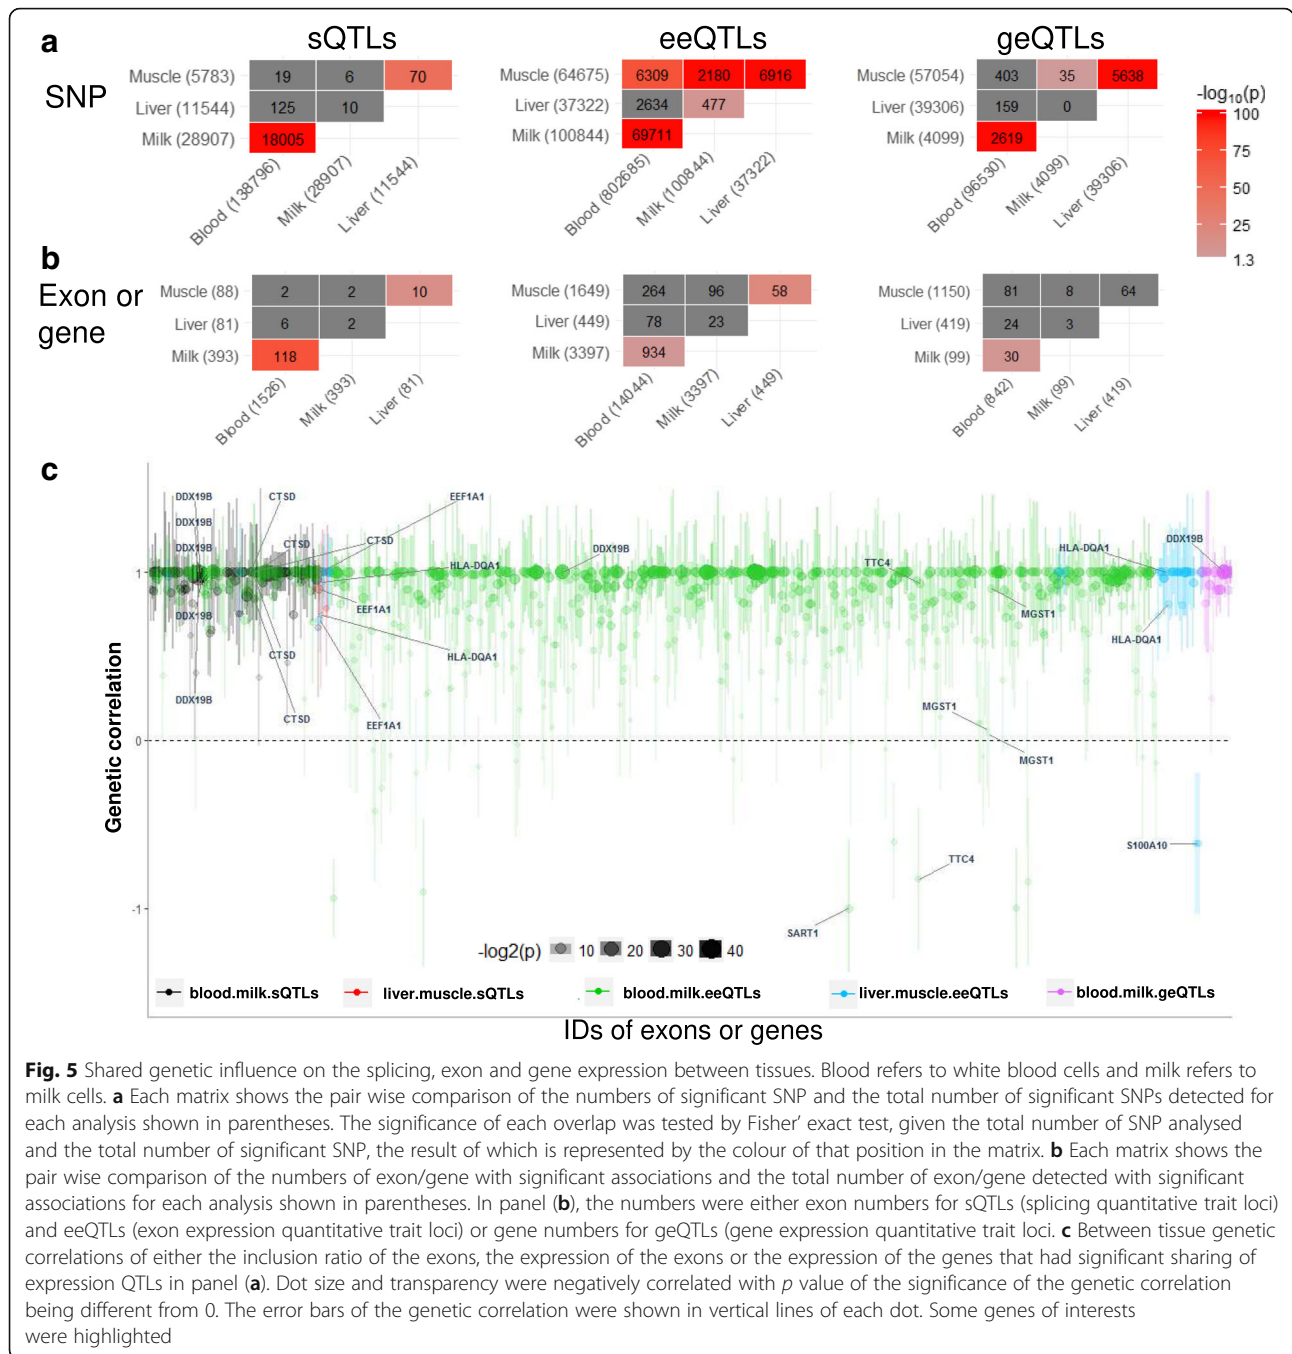 a
sQTLs
eeQTLs
geQTLs
SNP
Muscle (5783) 19 6 70
Liver (11544) 125 10
Milk (28907) 18005
Blood (138796) Milk (28907) Liver (11544)
Muscle (64675) 6309 2180 6916
Liver (37322) 2634 477
Milk (100844) 69711
Blood (802685) Milk (100844) Liver (37322)
Muscle (57054) 403 35 5638
Liver (39306) 159 0
Milk (4099) 2619
Blood (96530) Milk (4099) Liver (39306)
-log10(p)
100
75
50
25
1.3
b
Exon or
gene
Muscle (88) 2 2 10
Liver (81) 6 2
Milk (393) 118
Blood (1526) Milk (393) Liver (81)
Muscle (1649) 264 96 58
Liver (449) 78 23
Milk (3397) 934
Blood (14044) Milk (3397) Liver (449)
Muscle (1150) 81 8 64
Liver (419) 24 3
Milk (99) 30
Blood (842) Milk (99) Liver (419)
c
DDX19B CTSD EEF1A1
DDX19B
DDX19B CTSD CTSD DDX19B HLA-DQA1 DDX19B
HLA-DQA1 TTC4
1
DDX19B EEF1A1 MGST1
HLA-DQA1
CTSD HLA-DQA1
DDX19B MGST1
CTSD EEF1A1
0
MGST1
S100A10
TTC4
-1
SART1
Genetic correlation
-log2(p) 10 20 30 40
blood.milk.sQTLs liver.muscle.sQTLs blood.milk.eeQTLs liver.muscle.eeQTLs blood.milk.geQTLs
IDs of exons or genes
Fig. 5 Shared genetic influence on the splicing, exon and gene expression between tissues. Blood refers to white blood cells and milk refers to
milk cells. a Each matrix shows the pair wise comparison of the numbers of significant SNP and the total number of significant SNPs detected for
each analysis shown in parentheses. The significance of each overlap was tested by Fisher' exact test, given the total number of SNP analysed
and the total number of significant SNP, the result of which is represented by the colour of that position in the matrix. b Each matrix shows the
pair wise comparison of the numbers of exon/gene with significant associations and the total number of exon/gene detected with significant
associations for each analysis shown in parentheses. In panel (b), the numbers were either exon numbers for sQTLs (splicing quantitative trait loci)
and eeQTLs (exon expression quantitative trait loci) or gene numbers for geQTLs (gene expression quantitative trait loci. c Between tissue genetic
correlations of either the inclusion ratio of the exons, the expression of the exons or the expression of the genes that had significant sharing of
expression QTLs in panel (a). Dot size and transparency were negatively correlated with p value of the significance of the genetic correlation
being different from 0. The error bars of the genetic correlation were shown in vertical lines of each dot. Some genes of interests
were highlighted